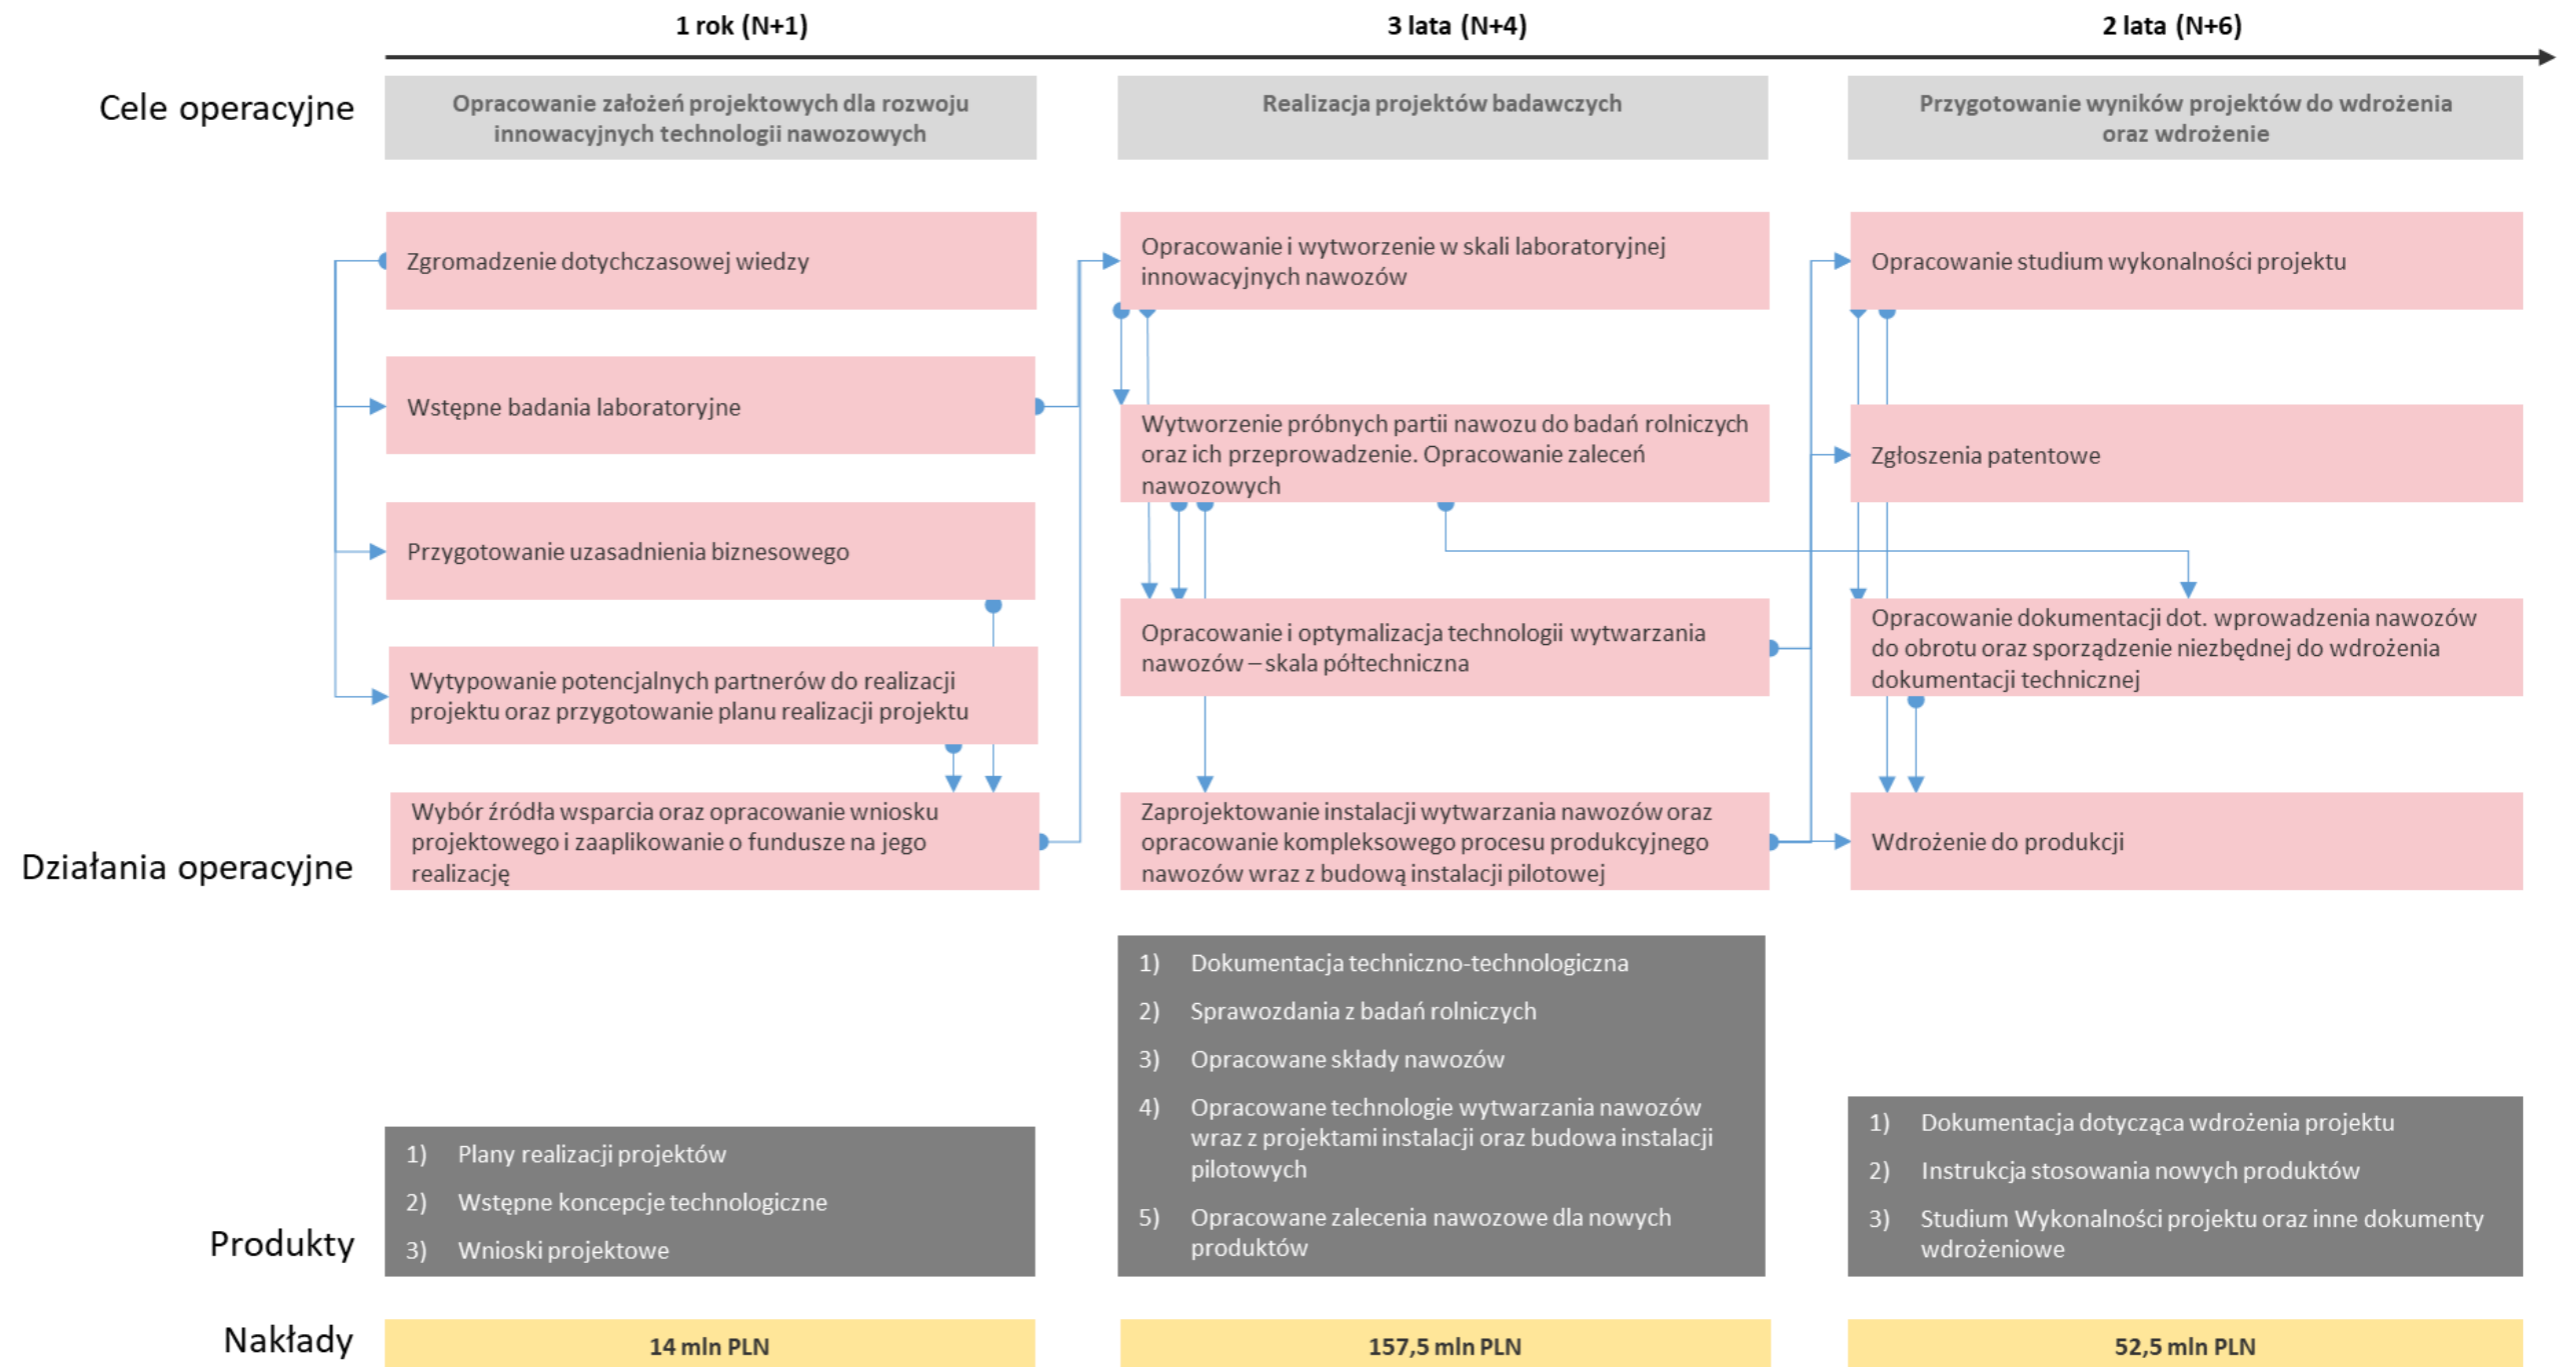 1 rok (N+1)
3 lata (N+4)
2 lata (N+6)
Cele operacyjne
Opracowanie założeń projektowych dla rozwoju
innowacyjnych technologii nawozowych
Realizacja projektów badawczych
Przygotowanie wyników projektów do wdrożenia
oraz wdrożenie
Działania operacyjne
Zgromadzenie dotychczasowej wiedzy
Wstępne badania laboratoryjne
Przygotowanie uzasadnienia biznesowego
Wytypowanie potencjalnych partnerów do realizacji
projektu oraz przygotowanie planu realizacji projektu
Wybór źródła wsparcia oraz opracowanie wniosku
projektowego i zaaplikowanie o fundusze na jego
realizację
Opracowanie i wytworzenie w skali laboratoryjnej
innowacyjnych nawozów
Wytworzenie próbnych partii nawozu do badań rolniczych
oraz ich przeprowadzenie. Opracowanie zaleceń
nawozowych
Opracowanie i optymalizacja technologii wytwarzania
nawozów – skala półtechniczna
Zaprojektowanie instalacji wytwarzania nawozów oraz
opracowanie kompleksowego procesu produkcyjnego
nawozów wraz z budową instalacji pilotowej
Opracowanie studium wykonalności projektu
Zgłoszenia patentowe
Opracowanie dokumentacji dot. wprowadzenia nawozów
do obrotu oraz sporządzenie niezbędnej do wdrożenia
dokumentacji technicznej
Wdrożenie do produkcji
Produkty
1) Plany realizacji projektów
2) Wstępne koncepcje technologiczne
3) Wnioski projektowe
1) Dokumentacja techniczno-technologiczna
2) Sprawozdania z badań rolniczych
3) Opracowane składy nawozów
4) Opracowane technologie wytwarzania nawozów
wraz z projektami instalacji oraz budowa instalacji
pilotowych
5) Opracowane zalecenia nawozowe dla nowych
produktów
1) Dokumentacja dotycząca wdrożenia projektu
2) Instrukcja stosowania nowych produktów
3) Studium Wykonalności projektu oraz inne dokumenty
wdrożeniowe
Nakłady
14 mln PLN
157,5 mln PLN
52,5 mln PLN